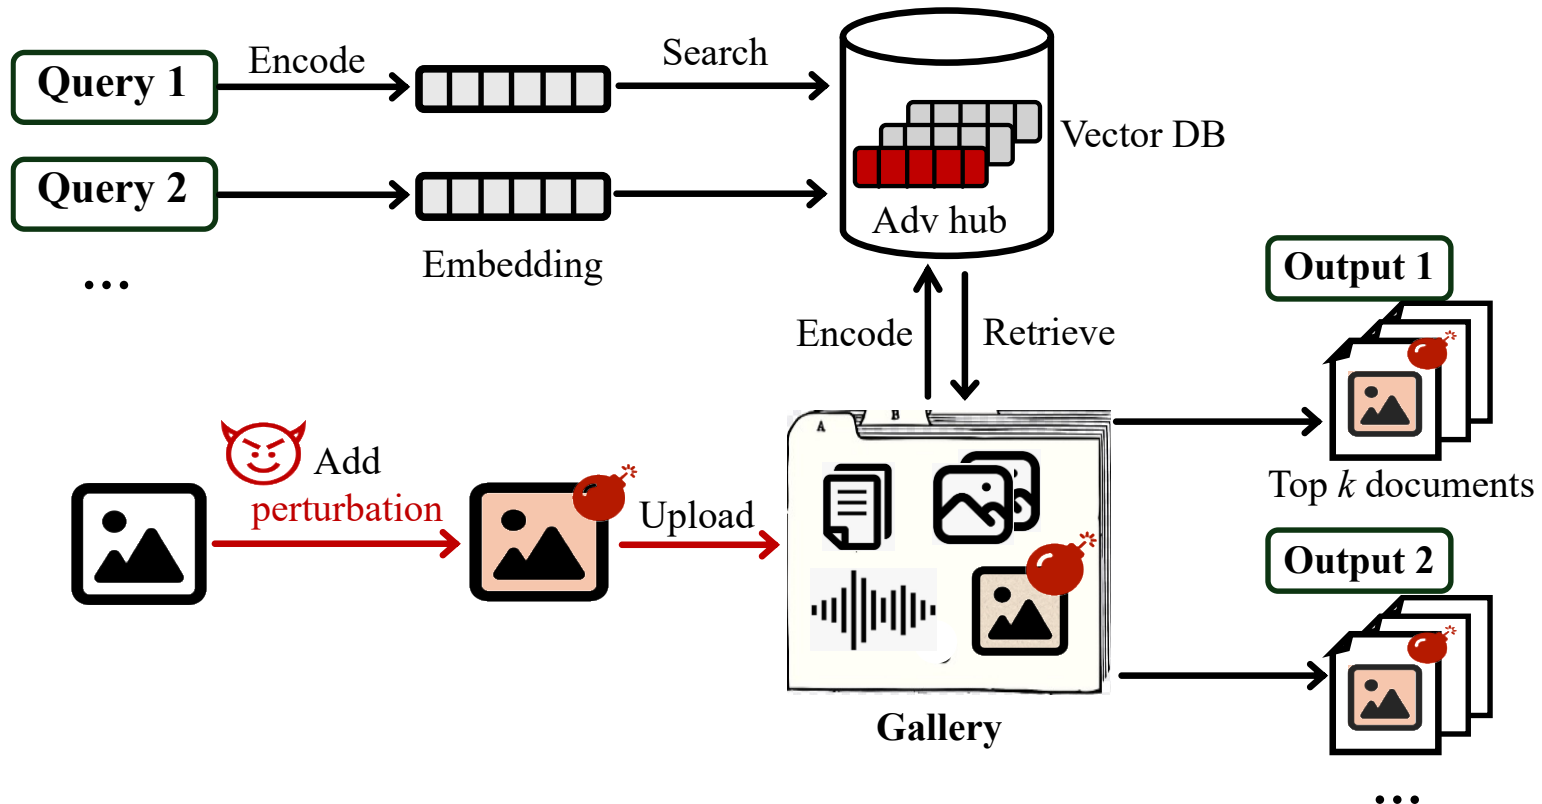 Query 1
Encode
Search
Vector DB
Query 2
Embedding
...
Adv hub
Encode
Retrieve
Output 1
Top k documents
Add
perturbation
Upload
A
B
Gallery
Output 2
...